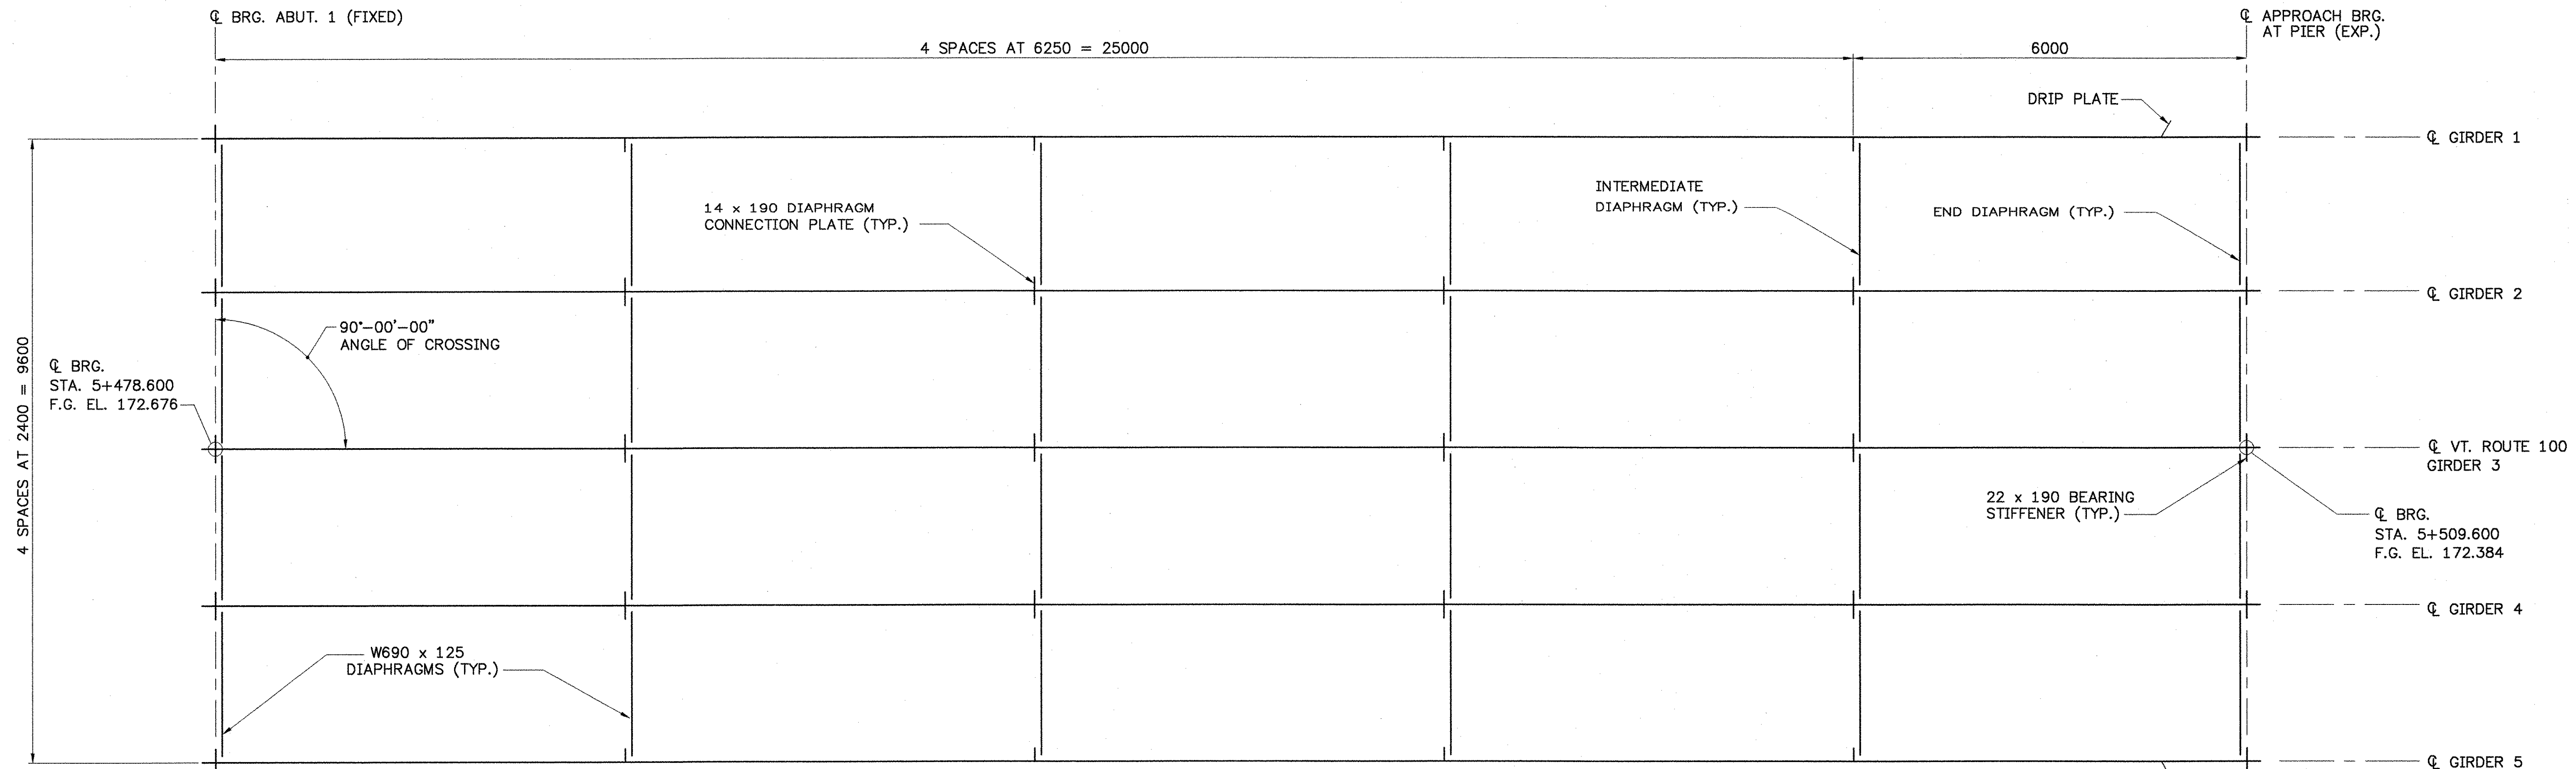 ℄ BRG. ABUT. 1 (FIXED)
℄ APPROACH BRG.
AT PIER (EXP.)
4 SPACES AT 6250 = 25000
6000
DRIP PLATE
℄ GIRDER 1
14 x 190 DIAPHRAGM
CONNECTION PLATE (TYP.)
INTERMEDIATE
DIAPHRAGM (TYP.)
END DIAPHRAGM (TYP.)
℄ GIRDER 2
90°-00'-00"
ANGLE OF CROSSING
4 SPACES AT 2400 = 9600
℄ BRG.
STA. 5+478.600
F.G. EL. 172.676
℄ VT. ROUTE 100
GIRDER 3
22 x 190 BEARING
STIFFENER (TYP.)
℄ BRG.
STA. 5+509.600
F.G. EL. 172.384
℄ GIRDER 4
W690 x 125
DIAPHRAGMS (TYP.)
℄ GIRDER 5